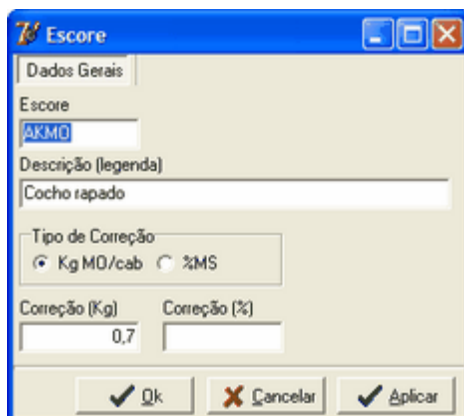 Escore
Dados Gerais
Escore
AKMO
Descrição (legenda)
Cocho rapado
Tipo de Correção
Kg MO/cab %MS
Correção (Kg) Correção (%)
0,7
Ok Cancelar Aplicar